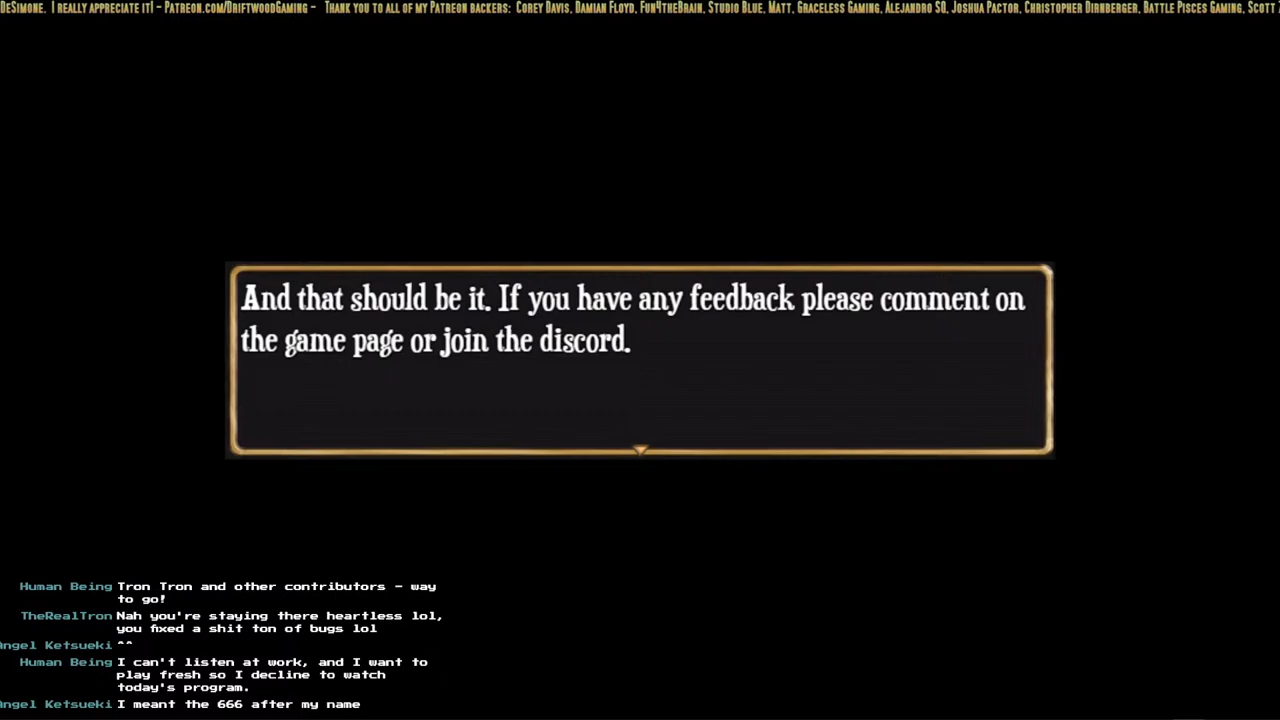 DeSimone. I really appreciate it! - Patreon.com/DriftwoodGaming - Thank you to all of my Patreon backers: Corey Davis, Damian Floyd, Fun4TheBrain, Studio Blue, Matt, Graceless Gaming, Alejandro SQ, Joshua Pactor, Christopher Dirnberger, Battle Pisces Gaming, Scott
And that should be it. If you have any feedback please comment on
the game page or join the discord.
Human Being Tron Tron and other contributors - way
to go!
TheRealTron Nah you're staying there heartless lol,
you fixed a shit ton of bugs lol
Angel Ketsueki ^^
Human Being I can't listen at work, and I want to
play fresh so I decline to watch
today's program.
Angel Ketsueki I meant the 666 after my name